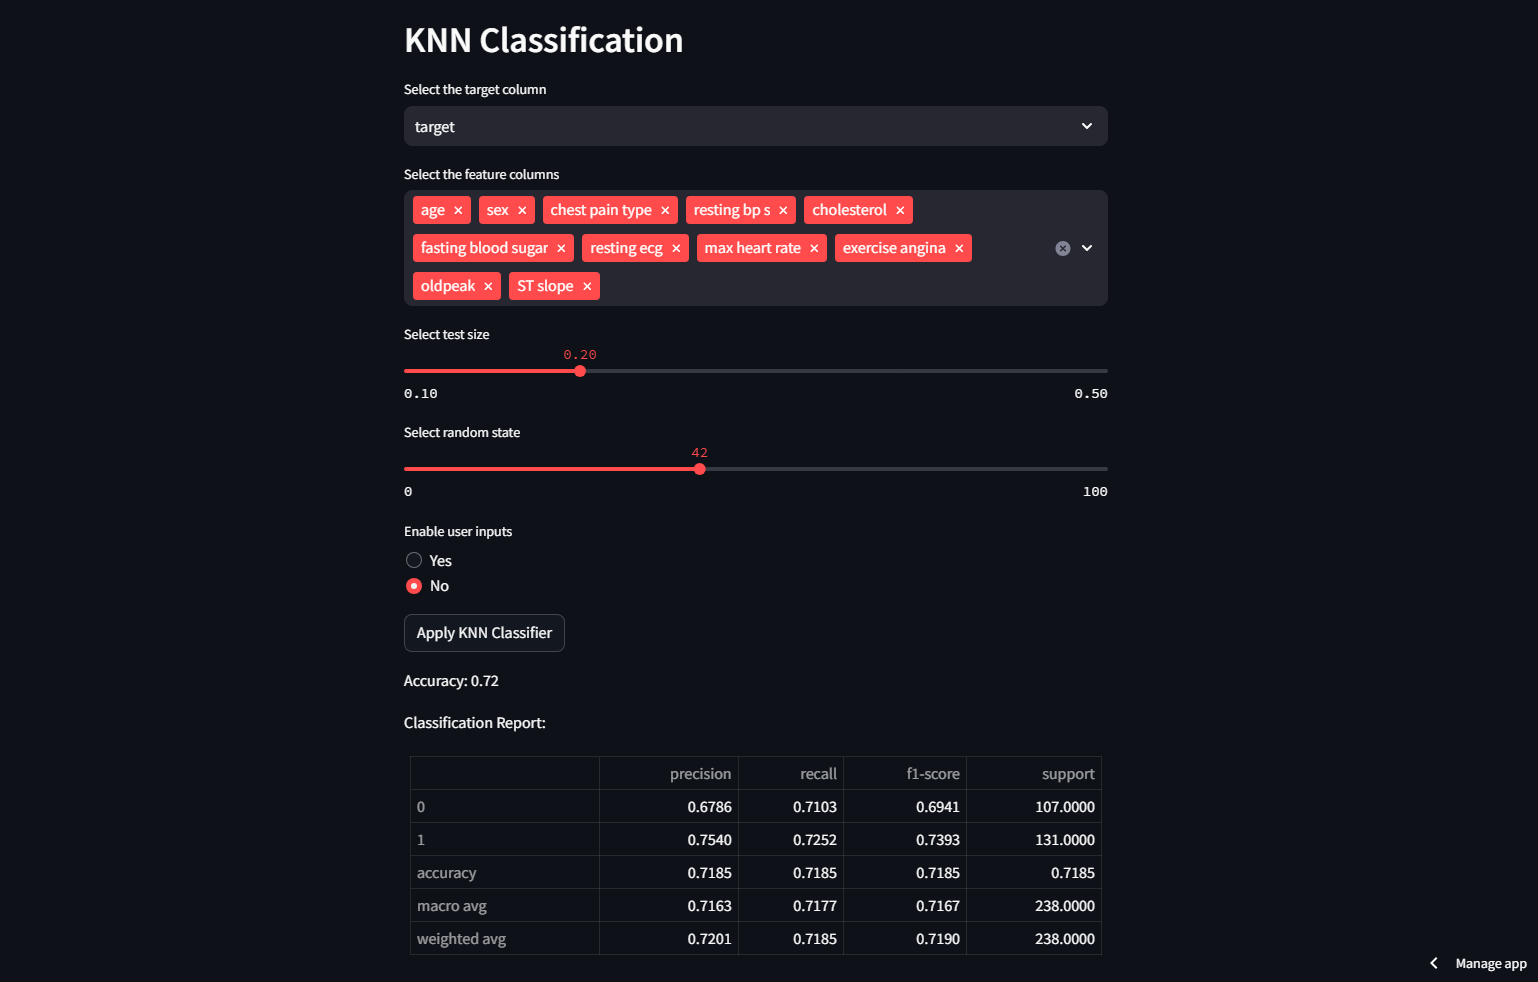 KNN Classification
Select the target column
target
Select the feature columns
age × sex × chest pain type × resting bp s × cholesterol ×
fasting blood sugar × resting ecg × max heart rate × exercise angina ×
oldpeak × ST slope ×
Select test size
0.20
0.10 0.50
Select random state
42
0 100
Enable user inputs
Yes
No
Apply KNN Classifier
Accuracy: 0.72
Classification Report:
precision recall f1-score support
0 0.6786 0.7103 0.6941 107.0000
1 0.7540 0.7252 0.7393 131.0000
accuracy 0.7185 0.7185 0.7185 0.7185
macro avg 0.7163 0.7177 0.7167 238.0000
weighted avg 0.7201 0.7185 0.7190 238.0000
Manage app